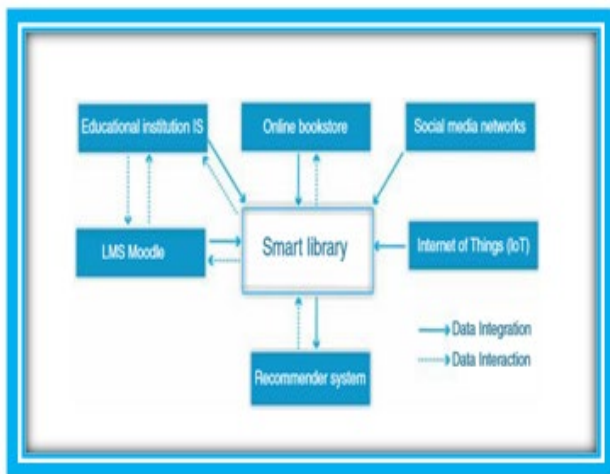 Educational institution IS
Online bookstore
Social media networks
LMS Moodle
Smart library
Internet of Things (IoT)
Data Integration
Data Interaction
Recommender system